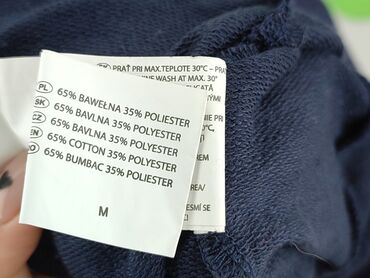 PL 65% BAWEŁNA 35% POLIESTER
SK 65% BAVLNA 35% POLYESTER
CZ 65% BAVLNA 35% POLYESTER
EN 65% COTTON 35% POLYESTER
RO 65% BUMBAC 35% POLIESTER
M
PRAŤ PRI MAX.TEPLOTE 30°C – PRA
WASH AT MAX. 30°